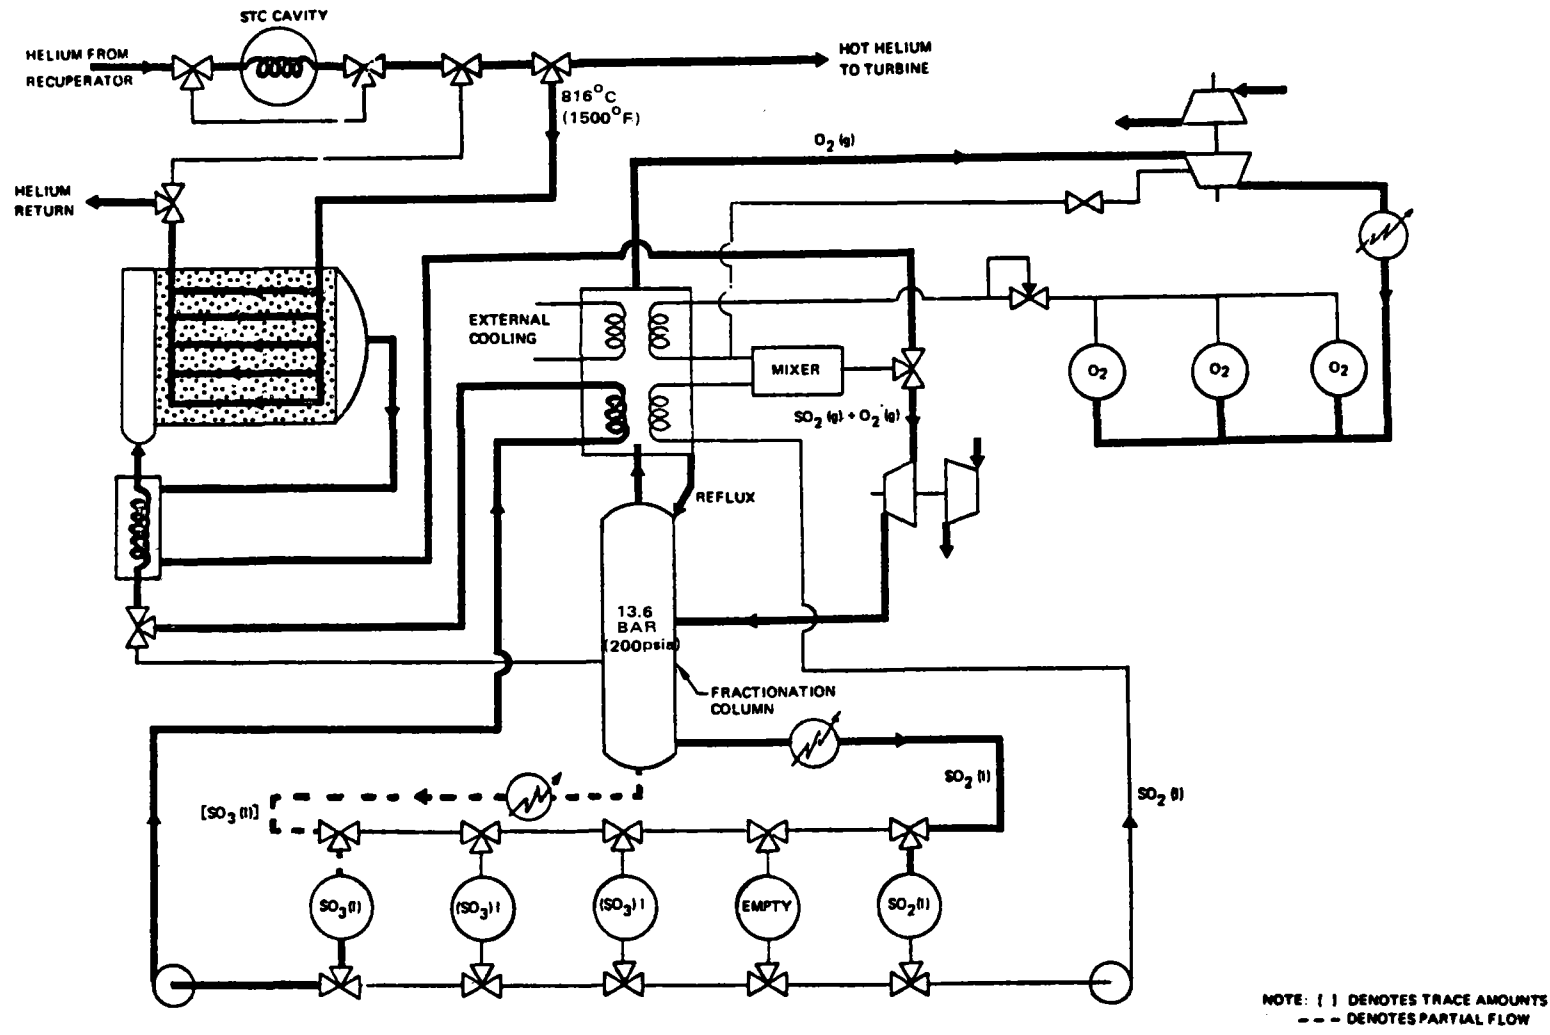 STC CAVITY
HELIUM FROM
RECUPERATOR
HOT HELIUM
TO TURBINE
816°C
(1500°F)
O2 (g)
HELIUM
RETURN
EXTERNAL
COOLING
MIXER
O2
O2
O2
SO2 (g) + O2 (g)
REFLUX
13.6
BAR
(200psia)
FRACTIONATION
COLUMN
SO2 (l)
SO2 (l)
[SO3 (l)]
SO3 (l)
(SO3) l
(SO3) l
EMPTY
SO2 (l)
NOTE: [ ] DENOTES TRACE AMOUNTS
--- DENOTES PARTIAL FLOW